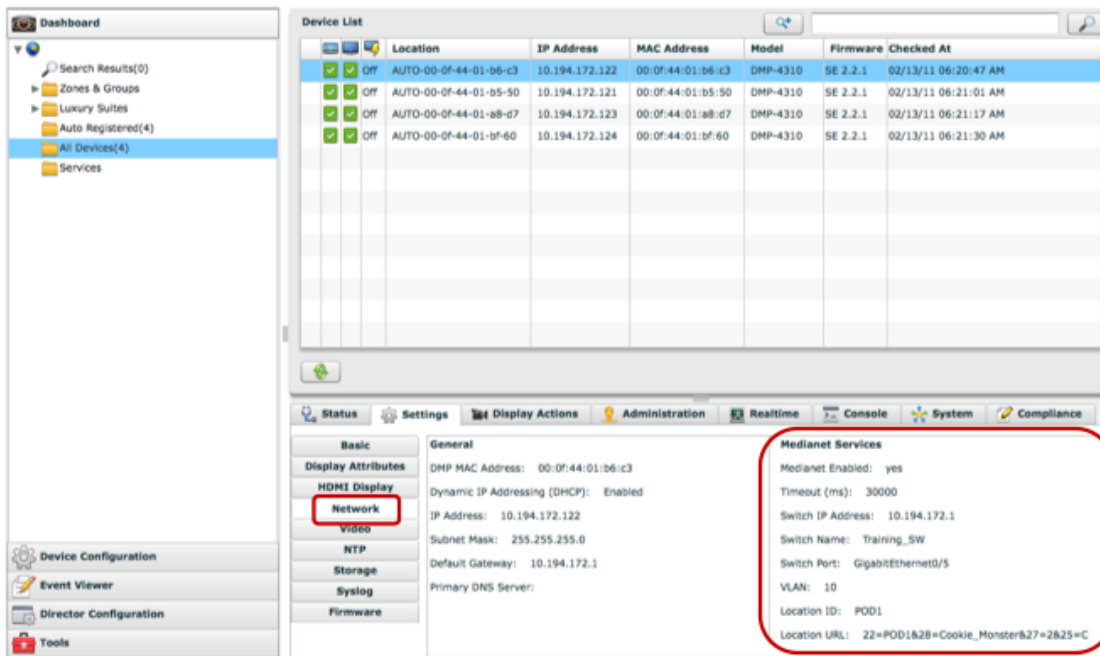 Dashboard
Search Results(0)
Zones & Groups
Luxury Suites
Auto Registered(4)
All Devices(4)
Services
Device Configuration
Event Viewer
Director Configuration
Tools
Device List
Location IP Address MAC Address Model Firmware Checked At
Off AUTO-00-0f-44-01-b6-c3 10.194.172.122 00:0f:44:01:b6:c3 DMP-4310 SE 2.2.1 02/13/11 06:20:47 AM
Off AUTO-00-0f-44-01-b5-50 10.194.172.121 00:0f:44:01:b5:50 DMP-4310 SE 2.2.1 02/13/11 06:21:01 AM
Off AUTO-00-0f-44-01-a8-d7 10.194.172.123 00:0f:44:01:a8:d7 DMP-4310 SE 2.2.1 02/13/11 06:21:17 AM
Off AUTO-00-0f-44-01-bf-60 10.194.172.124 00:0f:44:01:bf:60 DMP-4310 SE 2.2.1 02/13/11 06:21:30 AM
Status Settings Display Actions Administration Realtime Console System Compliance
Basic
Display Attributes
HDMI Display
Network
Video
NTP
Storage
Syslog
Firmware
General
DMP MAC Address: 00:0f:44:01:b6:c3
Dynamic IP Addressing (DHCP): Enabled
IP Address: 10.194.172.122
Subnet Mask: 255.255.255.0
Default Gateway: 10.194.172.1
Primary DNS Server:
Medianet Services
Medianet Enabled: yes
Timeout (ms): 30000
Switch IP Address: 10.194.172.1
Switch Name: Training_SW
Switch Port: GigabitEthernet0/5
VLAN: 10
Location ID: POD1
Location URL: 22=POD1&28=Cookie_Monster&27=2&25=C